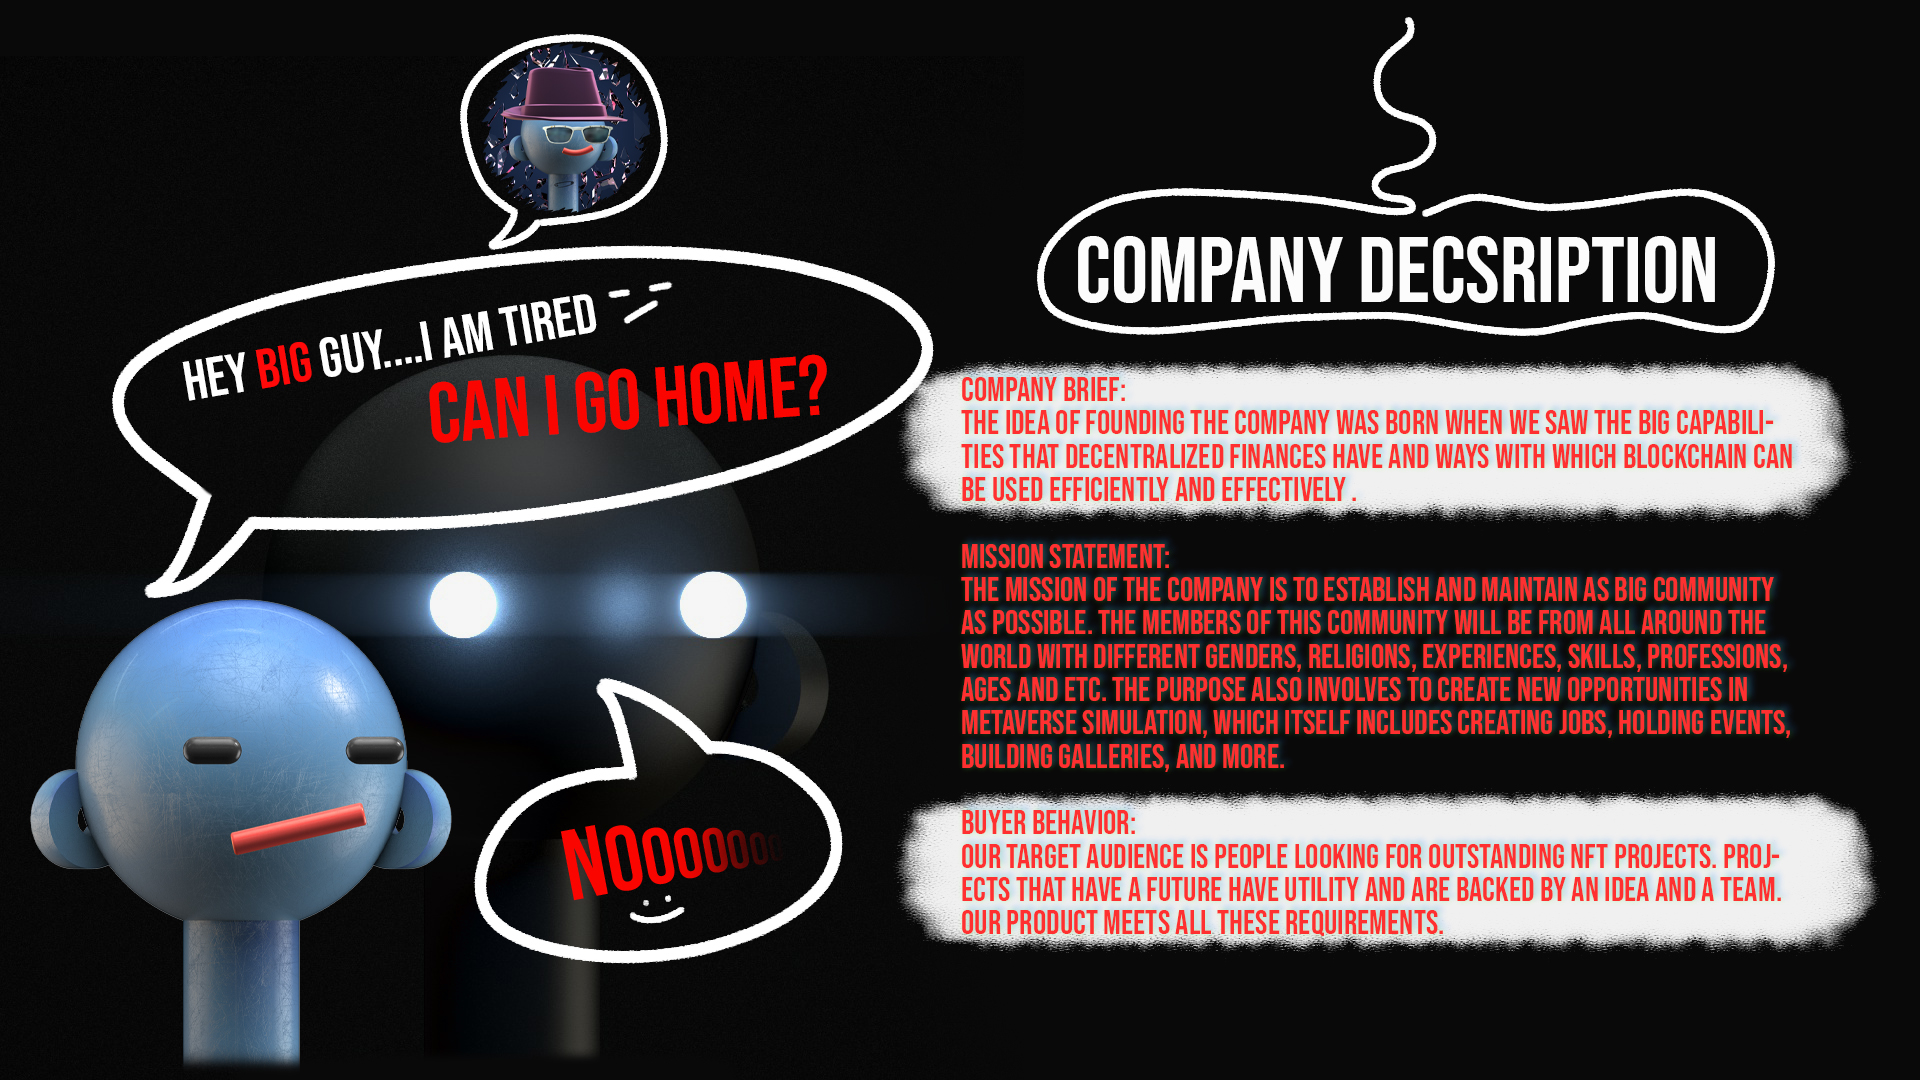 HEY BIG GUY....I AM TIRED
CAN I GO HOME?
NOOOOOOO
COMPANY DECSRIPTION
COMPANY BRIEF:
THE IDEA OF FOUNDING THE COMPANY WAS BORN WHEN WE SAW THE BIG CAPABILI-
TIES THAT DECENTRALIZED FINANCES HAVE AND WAYS WITH WHICH BLOCKCHAIN CAN
BE USED EFFICIENTLY AND EFFECTIVELY .
MISSION STATEMENT:
THE MISSION OF THE COMPANY IS TO ESTABLISH AND MAINTAIN AS BIG COMMUNITY
AS POSSIBLE. THE MEMBERS OF THIS COMMUNITY WILL BE FROM ALL AROUND THE
WORLD WITH DIFFERENT GENDERS, RELIGIONS, EXPERIENCES, SKILLS, PROFESSIONS,
AGES AND ETC. THE PURPOSE ALSO INVOLVES TO CREATE NEW OPPORTUNITIES IN
METAVERSE SIMULATION, WHICH ITSELF INCLUDES CREATING JOBS, HOLDING EVENTS,
BUILDING GALLERIES, AND MORE.
BUYER BEHAVIOR:
OUR TARGET AUDIENCE IS PEOPLE LOOKING FOR OUTSTANDING NFT PROJECTS. PROJ-
ECTS THAT HAVE A FUTURE HAVE UTILITY AND ARE BACKED BY AN IDEA AND A TEAM.
OUR PRODUCT MEETS ALL THESE REQUIREMENTS.